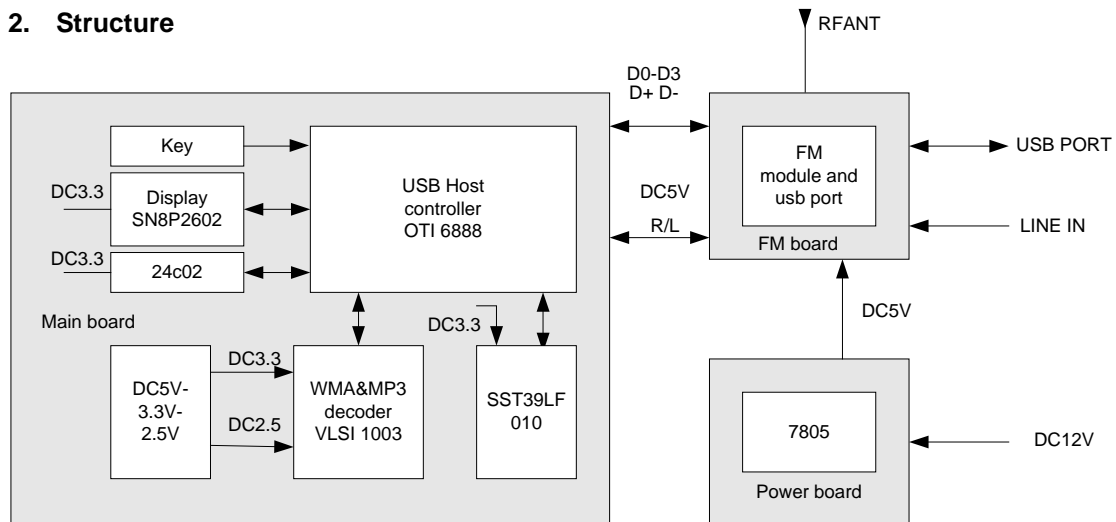 2. Structure
RFANT
D0-D3
D+ D-
Key
USB Host
controller
OTI 6888
FM
module and
usb port
USB PORT
DC3.3
Display
SN8P2602
DC5V
R/L
LINE IN
FM board
DC3.3
24c02
Main board
DC3.3
DC5V
DC5V-
3.3V-
2.5V
DC3.3
DC2.5
WMA&MP3
decoder
VLSI 1003
SST39LF
010
7805
DC12V
Power board